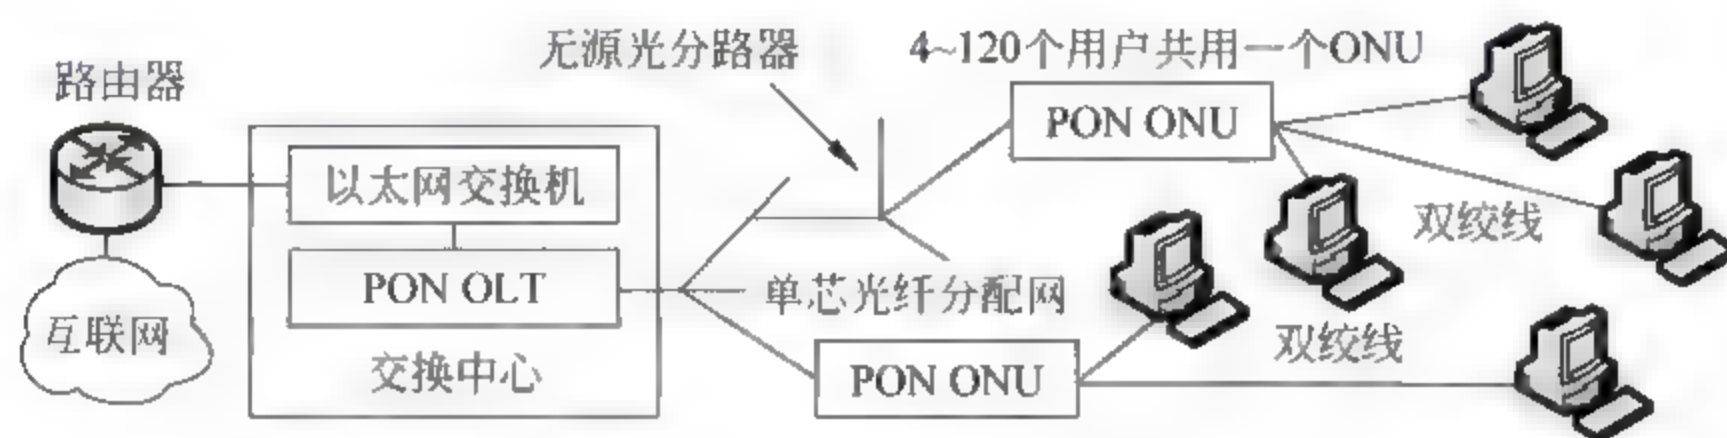 无源光分路器
4~120个用户共用一个ONU
路由器
PON ONU
以太网交换机
双绞线
PON OLT
单芯光纤分配网
互联网
双绞线
交换中心
PON ONU